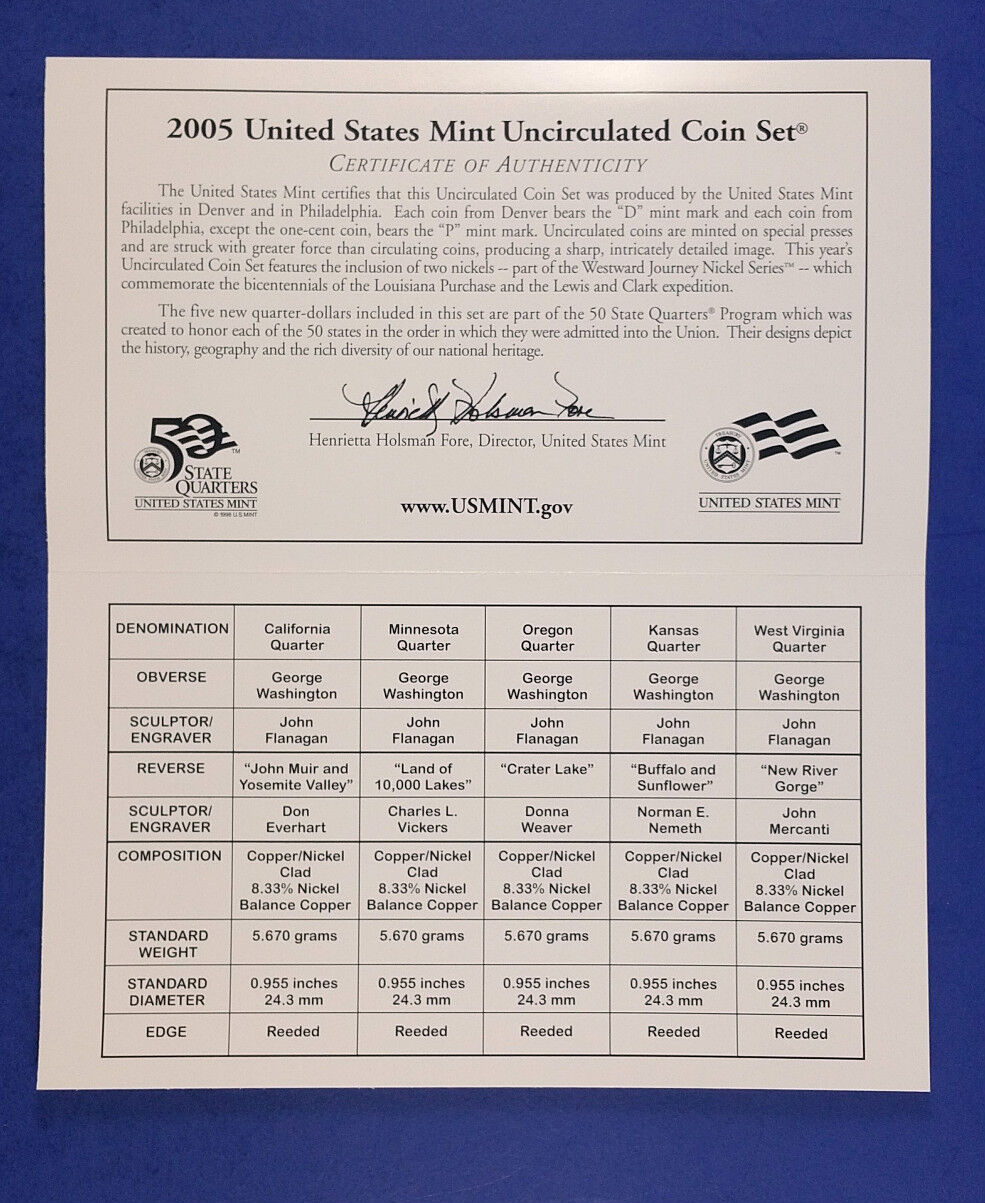 2005 United States Mint Uncirculated Coin Set®
CERTIFICATE OF AUTHENTICITY
The United States Mint certifies that this Uncirculated Coin Set was produced by the United States Mint
facilities in Denver and in Philadelphia. Each coin from Denver bears the “D” mint mark and each coin from
Philadelphia, except the one-cent coin, bears the “P” mint mark. Uncirculated coins are minted on special presses
and are struck with greater force than circulating coins, producing a sharp, intricately detailed image. This year’s
Uncirculated Coin Set features the inclusion of two nickels -- part of the Westward Journey Nickel Series™ -- which
commemorate the bicentennials of the Louisiana Purchase and the Lewis and Clark expedition.
The five new quarter-dollars included in this set are part of the 50 State Quarters® Program which was
created to honor each of the 50 states in the order in which they were admitted into the Union. Their designs depict
the history, geography and the rich diversity of our national heritage.
Henrietta Holsman Fore
Henrietta Holsman Fore, Director, United States Mint
50™
STATE
QUARTERS
UNITED STATES MINT
© 1998 U.S. MINT
www.USMINT.gov
™
UNITED STATES MINT
DENOMINATION California Quarter Minnesota Quarter Oregon Quarter Kansas Quarter West Virginia Quarter
OBVERSE George Washington George Washington George Washington George Washington George Washington
SCULPTOR/ ENGRAVER John Flanagan John Flanagan John Flanagan John Flanagan John Flanagan
REVERSE “John Muir and Yosemite Valley” “Land of 10,000 Lakes” “Crater Lake” “Buffalo and Sunflower” “New River Gorge”
SCULPTOR/ ENGRAVER Don Everhart Charles L. Vickers Donna Weaver Norman E. Nemeth John Mercanti
COMPOSITION Copper/Nickel Clad 8.33% Nickel Balance Copper Copper/Nickel Clad 8.33% Nickel Balance Copper Copper/Nickel Clad 8.33% Nickel Balance Copper Copper/Nickel Clad 8.33% Nickel Balance Copper Copper/Nickel Clad 8.33% Nickel Balance Copper
STANDARD WEIGHT 5.670 grams 5.670 grams 5.670 grams 5.670 grams 5.670 grams
STANDARD DIAMETER 0.955 inches 24.3 mm 0.955 inches 24.3 mm 0.955 inches 24.3 mm 0.955 inches 24.3 mm 0.955 inches 24.3 mm
EDGE Reeded Reeded Reeded Reeded Reeded